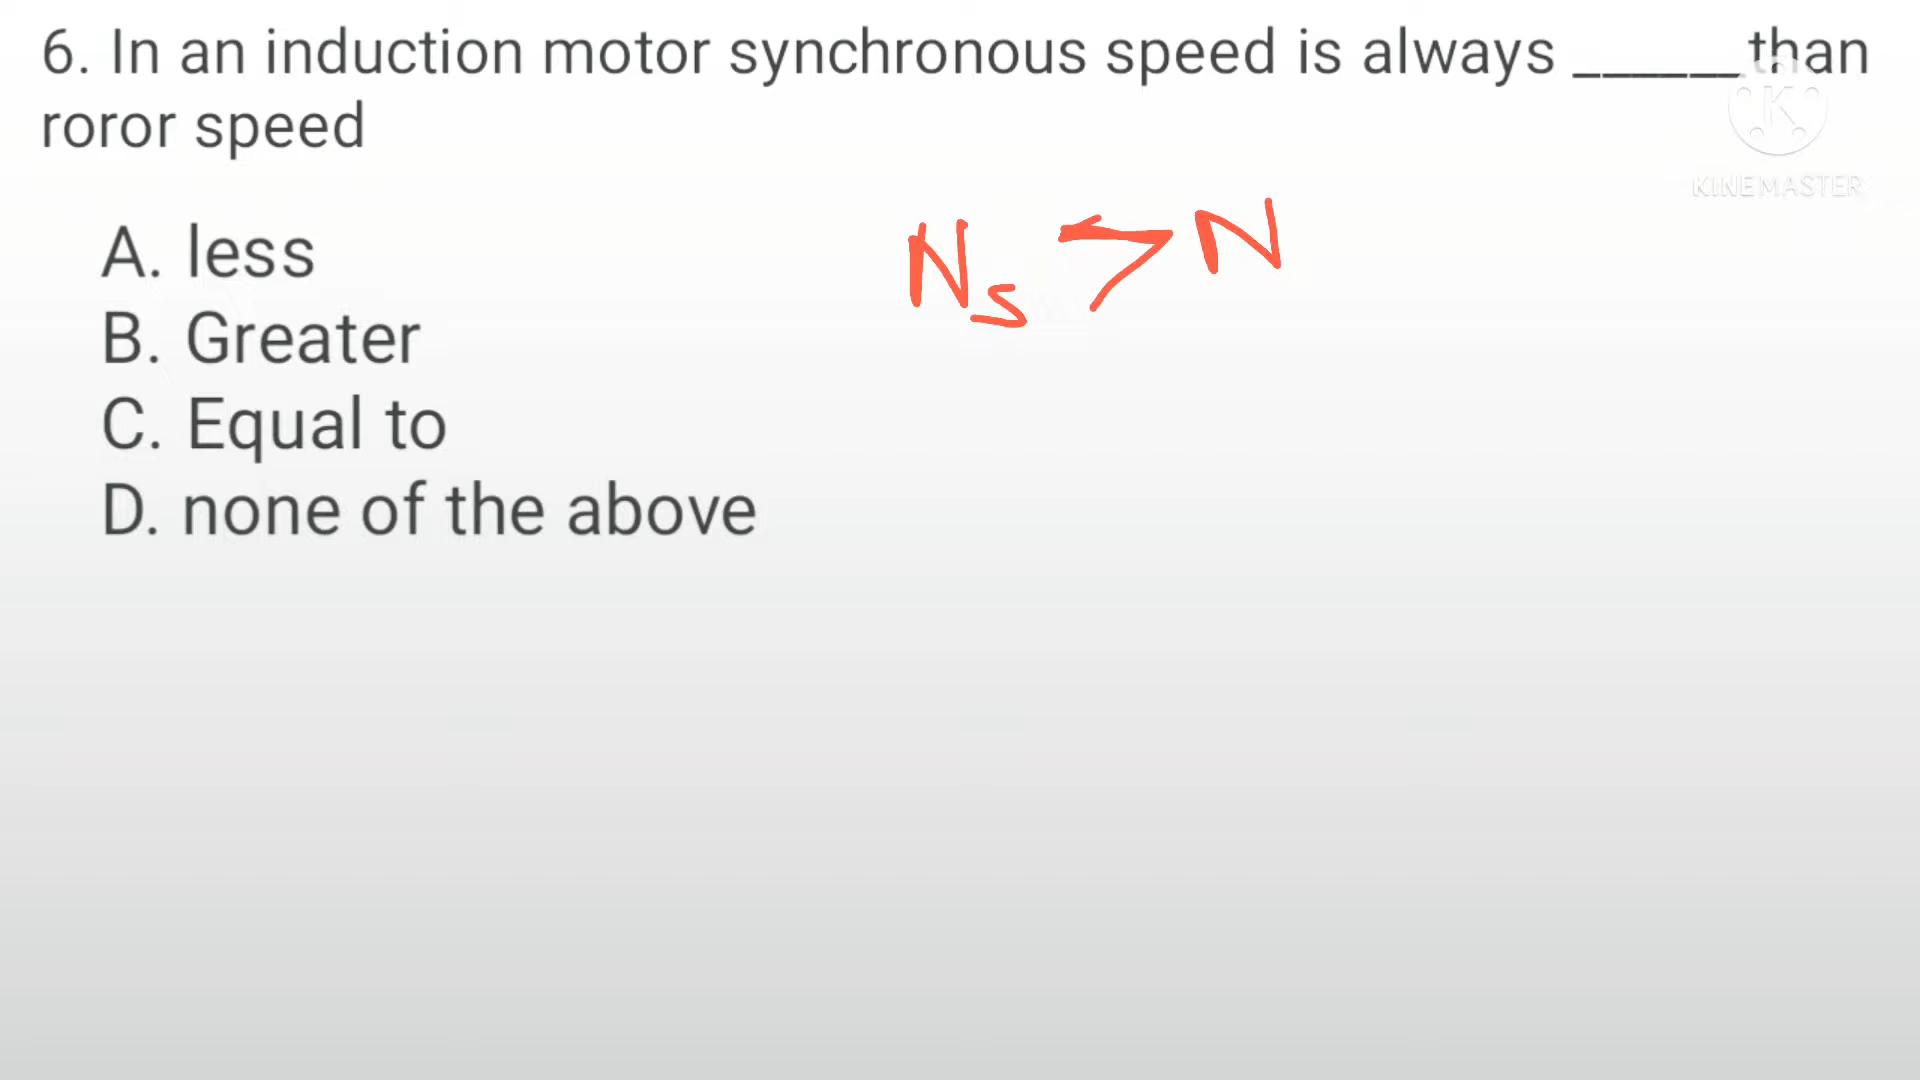 6. In an induction motor synchronous speed is always ______than
roror speed
KINEMASTER
A. less
Ns > N
B. Greater
C. Equal to
D. none of the above